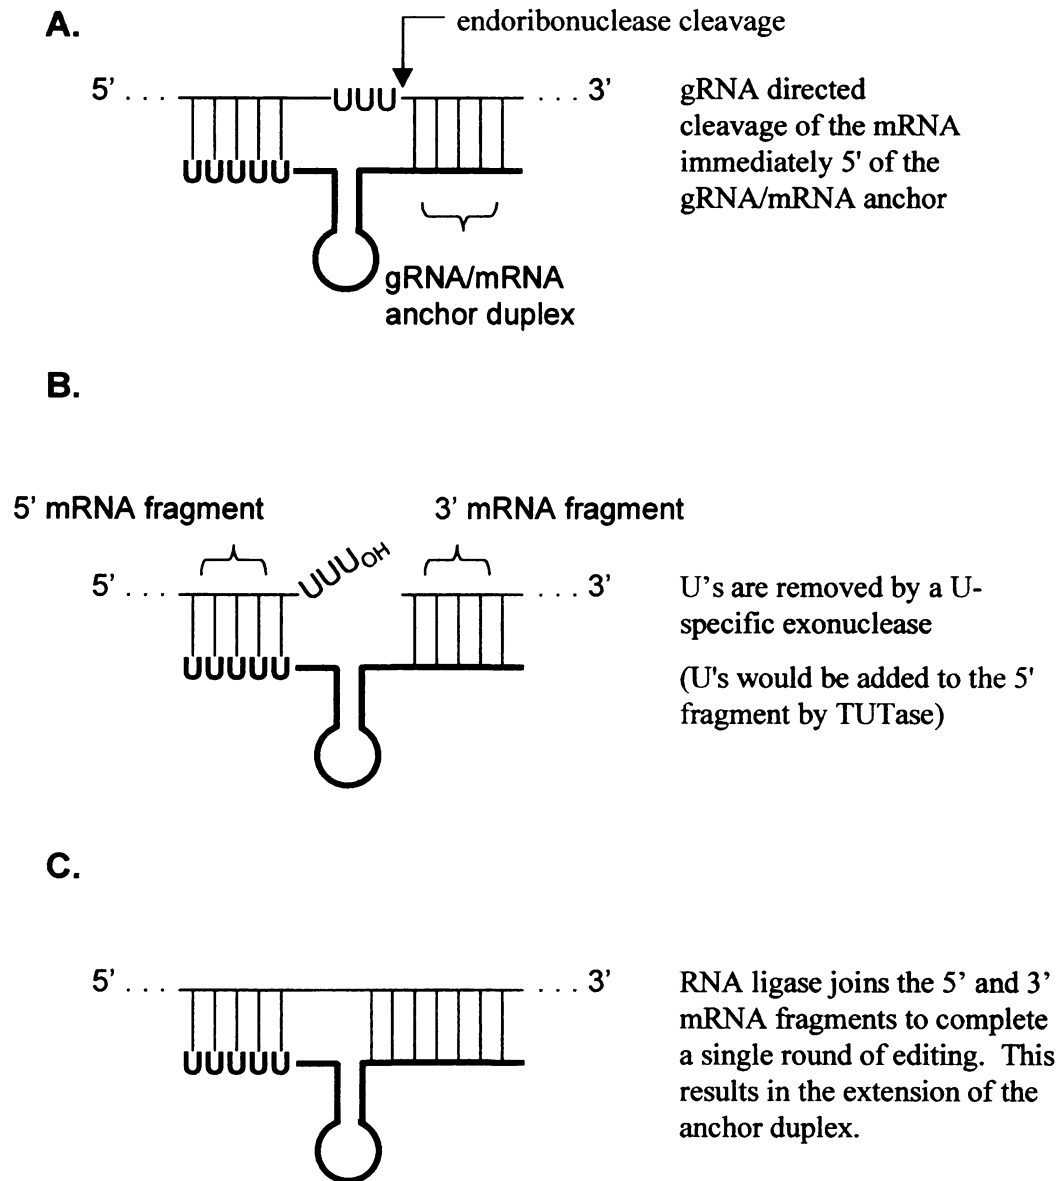 A.
endoribonuclease cleavage
5’ . . . UUU . . . 3’
UUUUU
gRNA/mRNA
anchor duplex
gRNA directed
cleavage of the mRNA
immediately 5' of the
gRNA/mRNA anchor
B.
5’ mRNA fragment
3’ mRNA fragment
5’ . . . UUUOH . . . 3’
UUUUU
U’s are removed by a U-
specific exonuclease
(U's would be added to the 5'
fragment by TUTase)
C.
5’ . . . . . . 3’
UUUUU
RNA ligase joins the 5’ and 3’
mRNA fragments to complete
a single round of editing. This
results in the extension of the
anchor duplex.